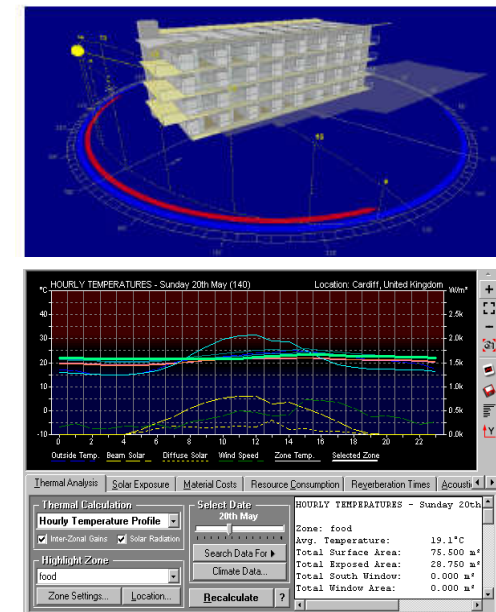 °C HOURLY TEMPERATURES - Sunday 20th May (140) Location: Cardiff, United Kingdom W/m²
40 2.5k
30 2.0k
20 1.5k
10 1.0k
0 0.5k
-10 0.0k
0 2 4 6 8 10 12 14 16 18 20 22
Outside Temp. Beam Solar Diffuse Solar Wind Speed Zone Temp. Selected Zone
Thermal Analysis Solar Exposure Material Costs Resource Consumption Reverberation Times Acousti
Thermal Calculation
Hourly Temperature Profile
Inter-Zonal Gains Solar Radiation
Highlight Zone
food
Zone Settings... Location...
Select Date
20th May
Search Data For
Climate Data...
Recalculate ?
HOURLY TEMPERATURES - Sunday 20th
Zone: food
Avg. Temperature: 19.1°C
Total Surface Area: 75.500 m²
Total Exposed Area: 28.750 m²
Total South Window: 0.000 m²
Total Window Area: 0.000 m²